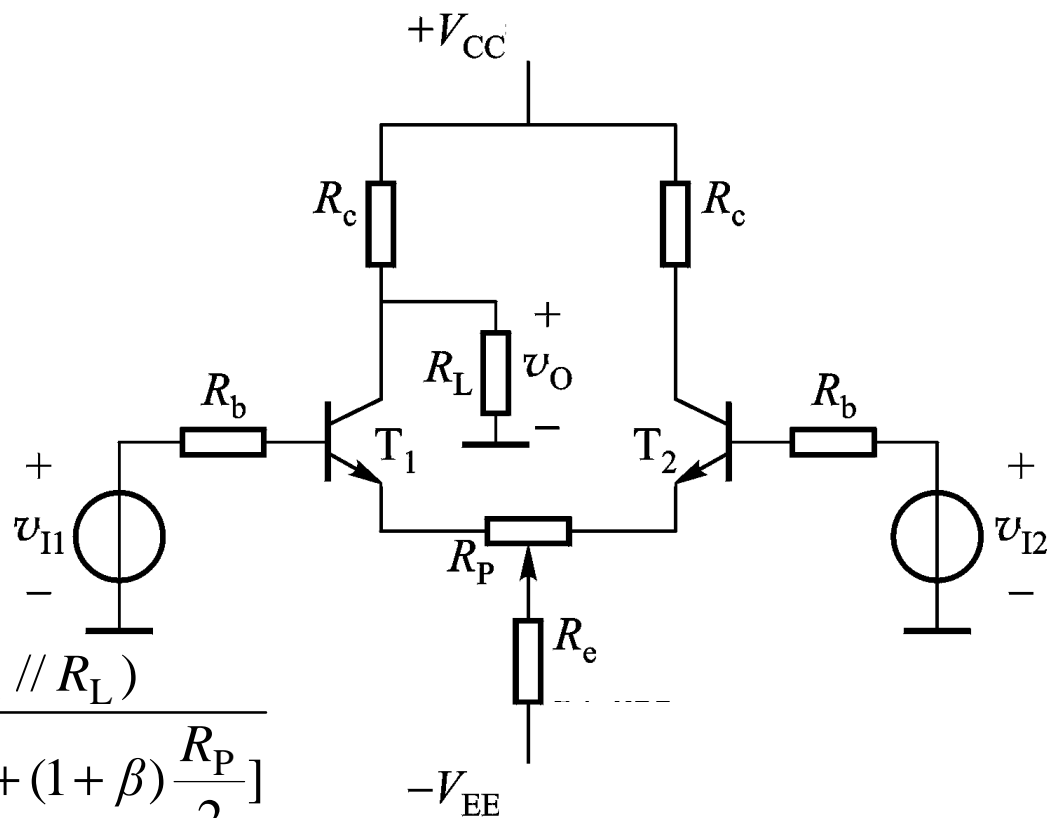 +V_CC
R_c R_c
R_L + v_O −
R_b R_b
T_1 T_2
+ v_I1 − + v_I2 −
R_P
R_e
// R_L )
+ (1 + β) R_P / 2 ]
−V_EE